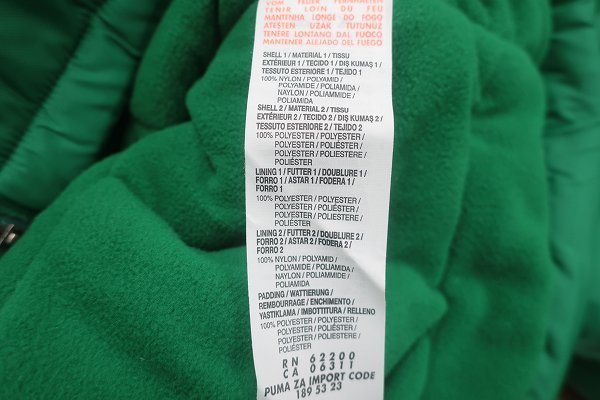 VOM FEUER FERNHALTEN
TENIR LOIN DU FEU
MANTENHA LONGE DO FOGO
ATESTEN UZAK TUTUNUZ
TENERE LONTANO DAL FUOCO
MANTENER ALEJADO DEL FUEGO
SHELL 1 / MATERIAL 1 / TISSU
EXTÉRIEUR 1 / TECIDO 1 / DIŞ KUMAŞ 1 /
TESSUTO ESTERIORE 1 / TEJIDO 1
100% NYLON / POLYAMID /
POLYAMIDE / POLIAMIDA /
NAYLON / POLIAMMIDE /
POLIAMIDA
SHELL 2 / MATERIAL 2 / TISSU
EXTÉRIEUR 2 / TECIDO 2 / DIŞ KUMAŞ 2 /
TESSUTO ESTERIORE 2 / TEJIDO 2
100% POLYESTER / POLYESTER /
POLYESTER / POLIÉSTER /
POLYESTER / POLIESTERE /
POLIÉSTER
LINING 1 / FUTTER 1 / DOUBLURE 1 /
FORRO 1 / ASTAR 1 / FODERA 1 /
FORRO 1
100% POLYESTER / POLYESTER /
POLYESTER / POLIÉSTER /
POLYESTER / POLIESTERE /
POLIÉSTER
LINING 2 / FUTTER 2 / DOUBLURE 2 /
FORRO 2 / ASTAR 2 / FODERA 2 /
FORRO 2
100% NYLON / POLYAMID /
POLYAMIDE / POLIAMIDA /
NAYLON / POLIAMMIDE /
POLIAMIDA
PADDING / WATTIERUNG /
REMBOURRAGE / ENCHIMENTO /
YASTIKLAMA / IMBOTTITURA / RELLENO
100% POLYESTER / POLYESTER /
POLYESTER / POLIÉSTER /
POLYESTER / POLIESTERE /
POLIÉSTER
RN 62200
CA 06311
PUMA ZA IMPORT CODE
189 53 23